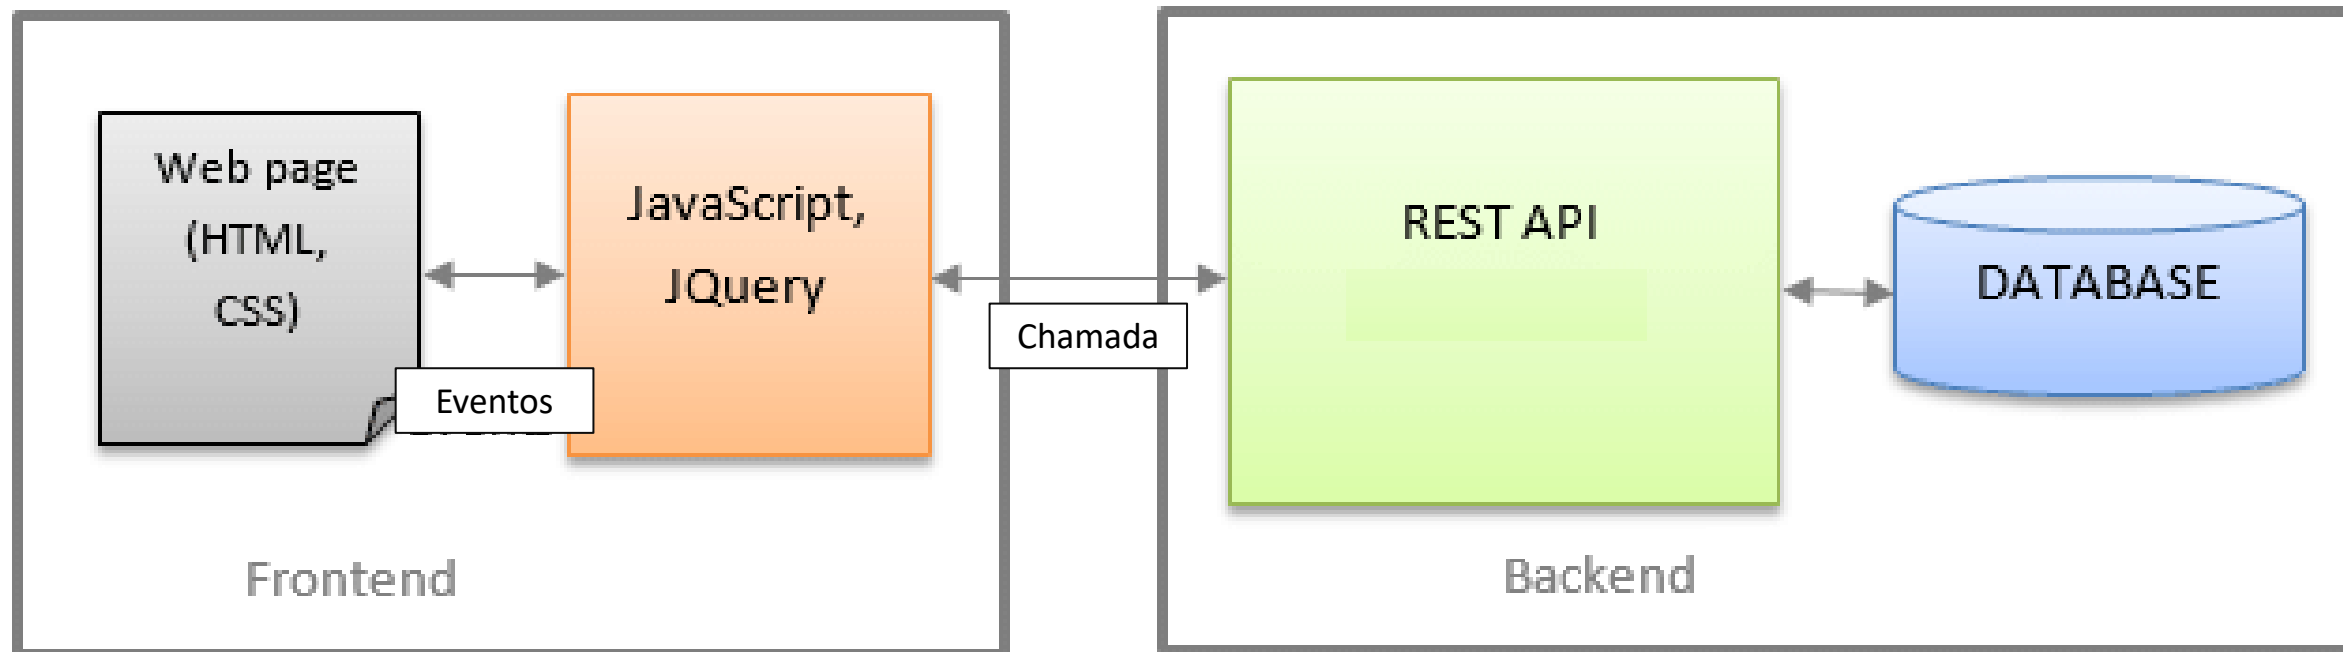 Web page
(HTML,
CSS)
Eventos
JavaScript,
JQuery
Frontend
Chamada
REST API
DATABASE
Backend